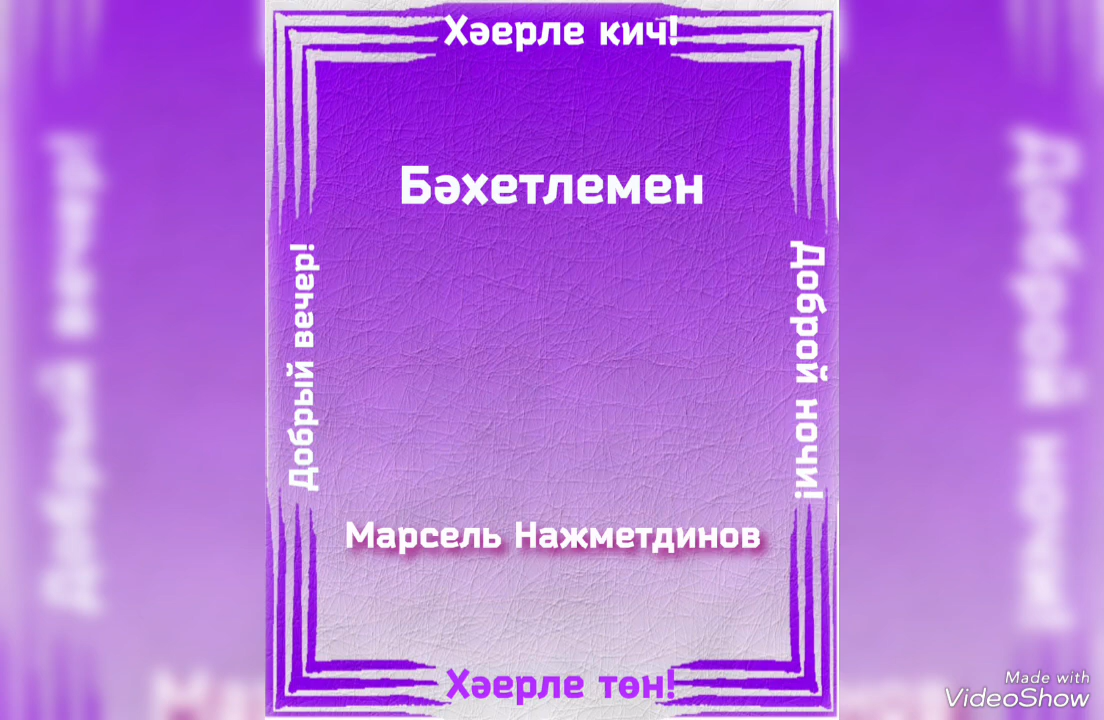 Хәерле кич!
Бәхетлемен
Добрый вечер!
Доброй ночи!
Марсель Нажметдинов
Хәерле төн!
Made with
VideoShow